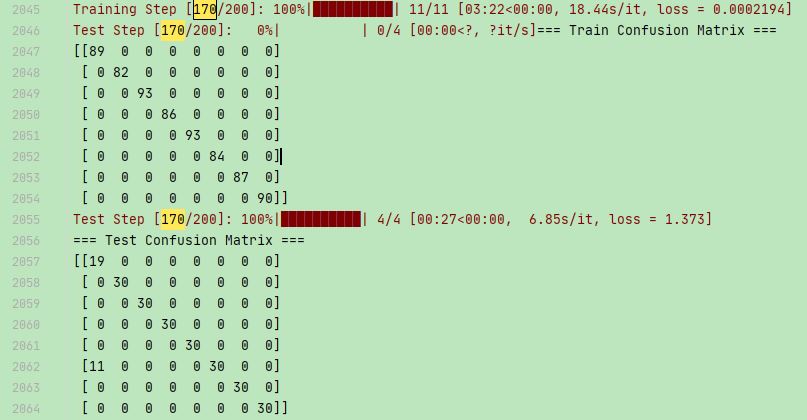 2045 Training Step [170/200]: 100%|██████████| 11/11 [03:22<00:00, 18.44s/it, loss = 0.0002194]
2046 Test Step [170/200]:   0%|          | 0/4 [00:00<?, ?it/s]=== Train Confusion Matrix ===
2047 [[89  0  0  0  0  0  0  0]
2048  [ 0 82  0  0  0  0  0  0]
2049  [ 0  0 93  0  0  0  0  0]
2050  [ 0  0  0 86  0  0  0  0]
2051  [ 0  0  0  0 93  0  0  0]
2052  [ 0  0  0  0  0 84  0  0]
2053  [ 0  0  0  0  0  0 87  0]
2054  [ 0  0  0  0  0  0  0 90]]
2055 Test Step [170/200]: 100%|██████████| 4/4 [00:27<00:00,  6.85s/it, loss = 1.373]
2056 === Test Confusion Matrix ===
2057 [[19  0  0  0  0  0  0  0]
2058  [ 0 30  0  0  0  0  0  0]
2059  [ 0  0 30  0  0  0  0  0]
2060  [ 0  0  0 30  0  0  0  0]
2061  [ 0  0  0  0 30  0  0  0]
2062  [11  0  0  0  0 30  0  0]
2063  [ 0  0  0  0  0  0 30  0]
2064  [ 0  0  0  0  0  0  0 30]]